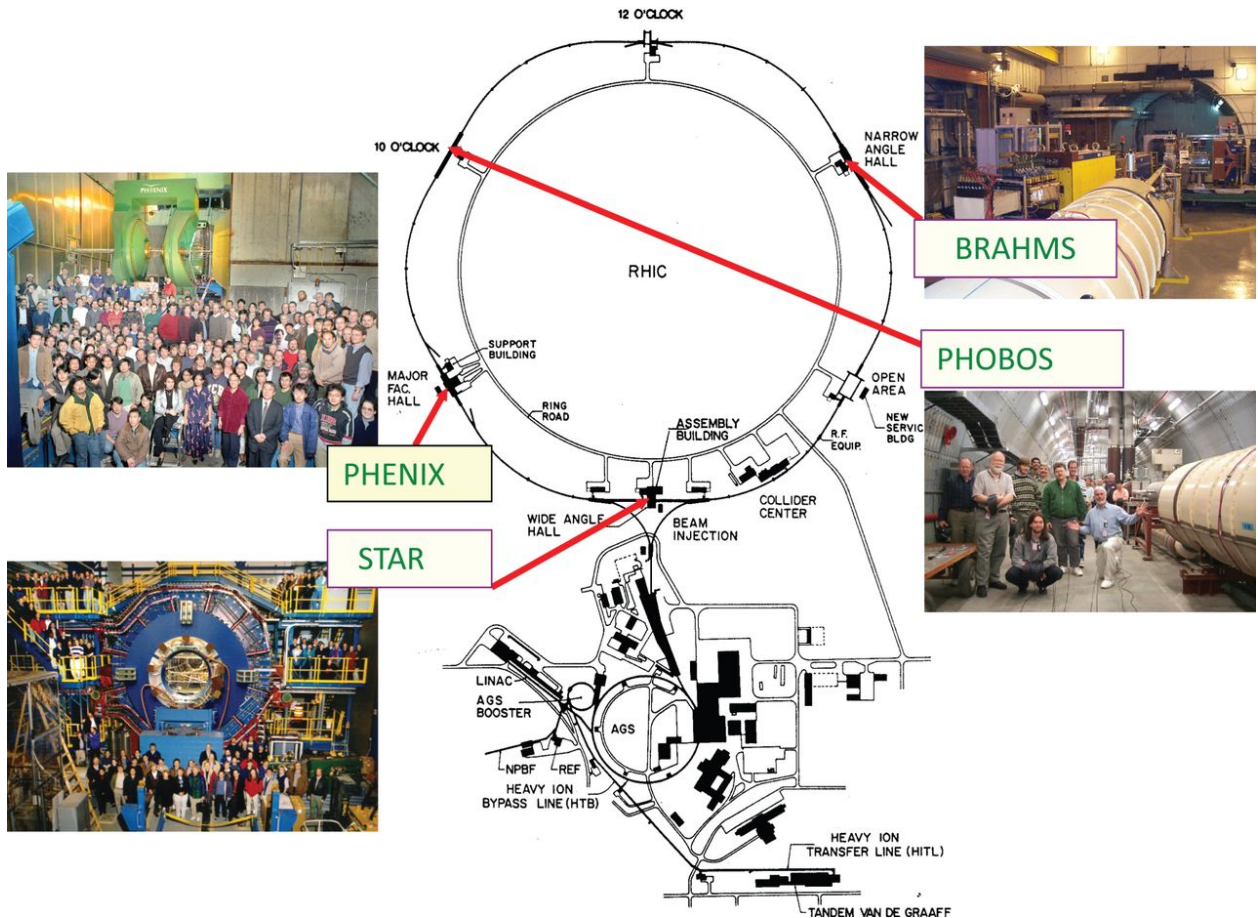 12 O'CLOCK
10 O'CLOCK
NARROW
ANGLE
HALL
PHENIX
BRAHMS
RHIC
SUPPORT
BUILDING
MAJOR
FAC.
HALL
PHOBOS
OPEN
AREA
RING
ROAD
ASSEMBLY
BUILDING
NEW
SERVIC
BLDG
R.F.
EQUIP.
PHENIX
COLLIDER
CENTER
WIDE ANGLE
HALL
BEAM
INJECTION
STAR
LINAC
AGS
BOOSTER
AGS
NPBF
REF
HEAVY ION
BYPASS LINE (HTB)
HEAVY ION
TRANSFER LINE (HITL)
TANDEM VAN DE GRAAFF